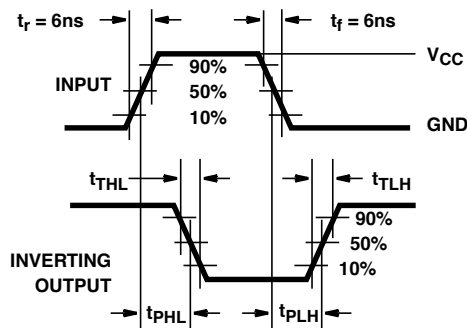 tr = 6ns
tf = 6ns
VCC
90%
INPUT
50%
10%
GND
tTHL
tTLH
90%
50%
INVERTING
OUTPUT
10%
tPHL
tPLH